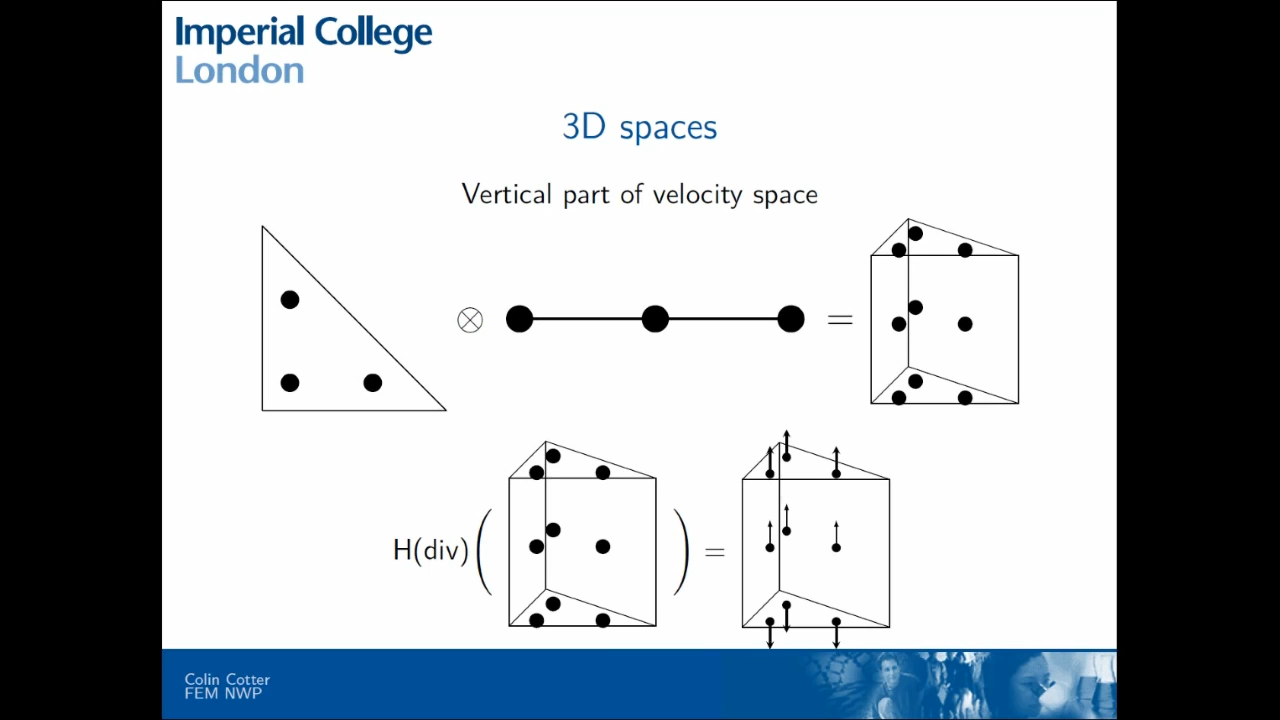 Imperial College
London
3D spaces
Vertical part of velocity space
⊗
=
H(div) ( ) =
Colin Cotter
FEM NWP